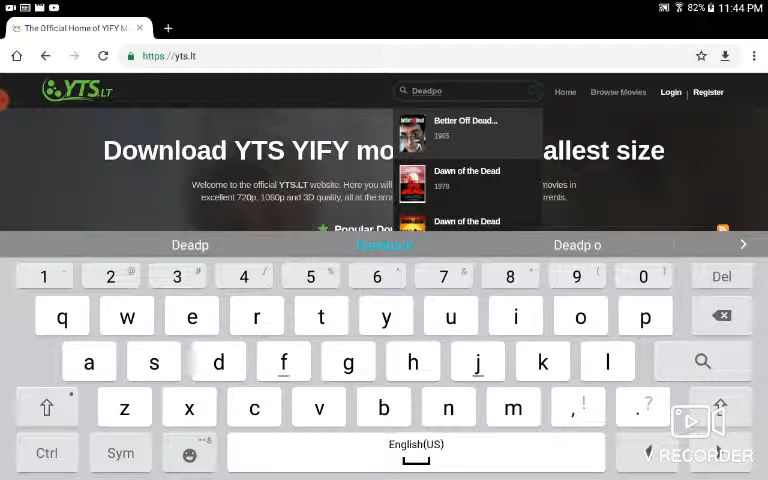 82% 11:44 PM
The Official Home of YIFY M...
https://yts.lt
YTS.LT
Deadpo
Home Browse Movies Login | Register
Better Off Dead...
1985
Download YTS YIFY mo allest size
Dawn of the Dead
1978
Welcome to the official YTS.LT website. Here you will movies in
excellent 720p, 1080p and 3D quality, all at the sma rrents.
Dawn of the Dead
Popular Dow
Deadp Deadpool Deadp o
1 2 @ 3 # 4 / 5 % 6 ^ 7 & 8 * 9 ( 0 ) Del
q w e r t y u i o p
a s d f g h j k l
z x c v b n m , ! . ?
Ctrl Sym English(US)
V RECORDER